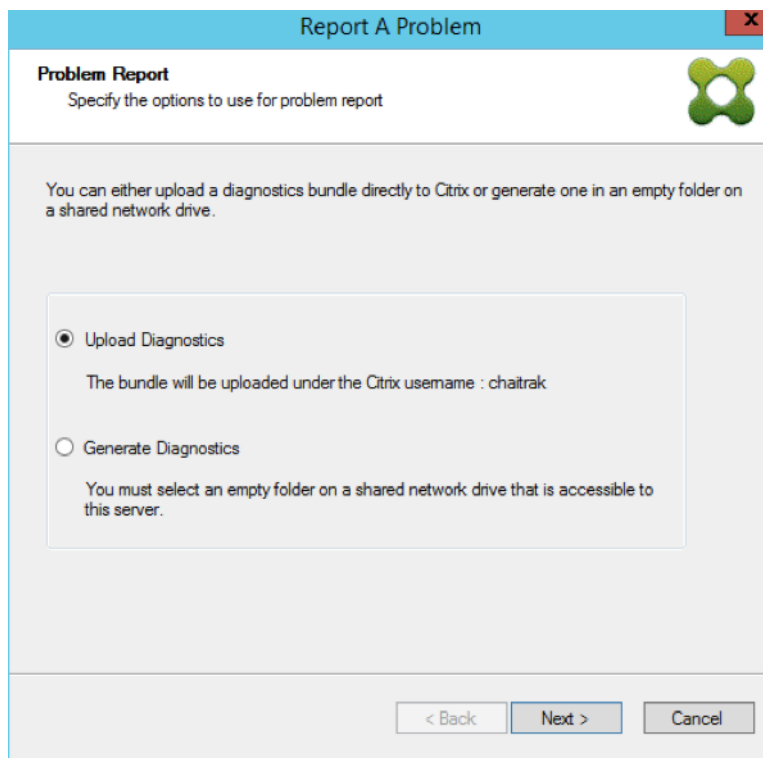 Report A Problem
x
Problem Report
Specify the options to use for problem report
You can either upload a diagnostics bundle directly to Citrix or generate one in an empty folder on
a shared network drive.
Upload Diagnostics
The bundle will be uploaded under the Citrix username : chaitrak
Generate Diagnostics
You must select an empty folder on a shared network drive that is accessible to
this server.
< Back
Next >
Cancel